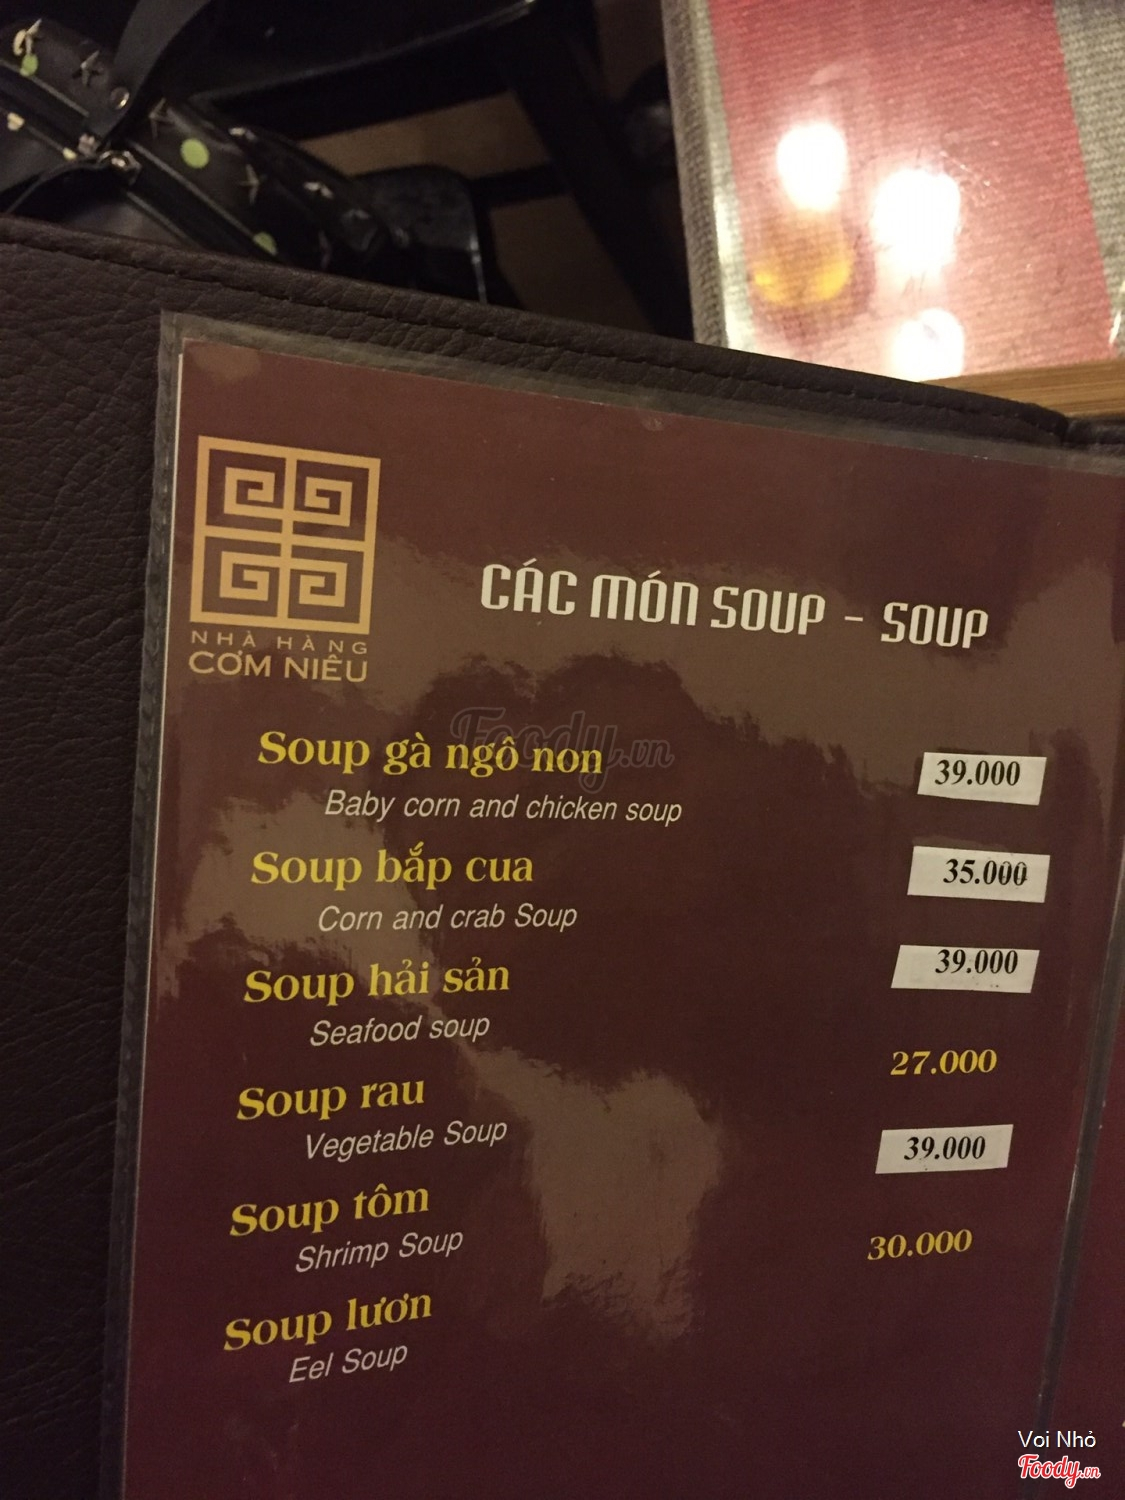 NHÀ HÀNG
CƠM NIÊU
CÁC MÓN SOUP - SOUP
Soup gà ngô non 39.000
Baby corn and chicken soup
Soup bắp cua 35.000
Corn and crab Soup
Soup hải sản 39.000
Seafood soup
Soup rau 27.000
Vegetable Soup
Soup tôm 39.000
Shrimp Soup
Soup lươn 30.000
Eel Soup
Foody.vn
Voi Nhỏ
Foody.vn